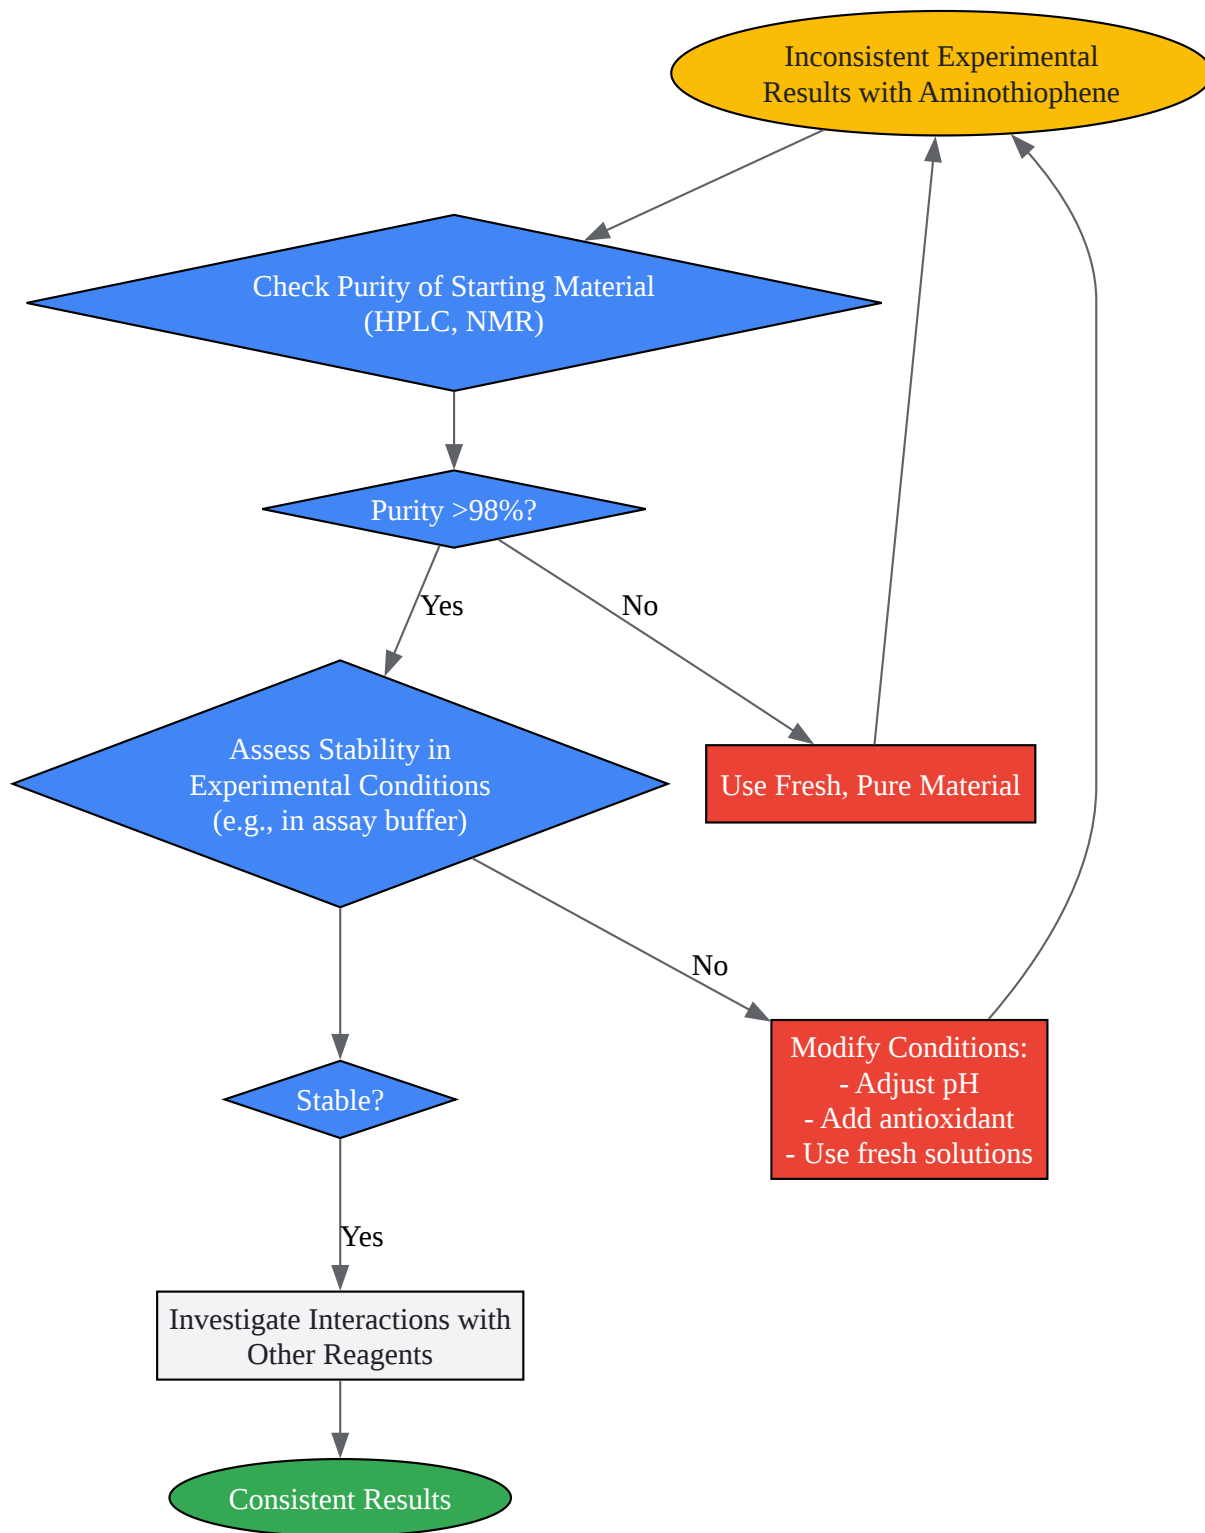 Inconsistent Experimental
Results with Aminothiophene
Check Purity of Starting Material
(HPLC, NMR)
Purity >98%?
Yes
No
Assess Stability in
Experimental Conditions
(e.g., in assay buffer)
Use Fresh, Pure Material
No
Modify Conditions:
- Adjust pH
- Add antioxidant
- Use fresh solutions
Stable?
Yes
Investigate Interactions with
Other Reagents
Consistent Results